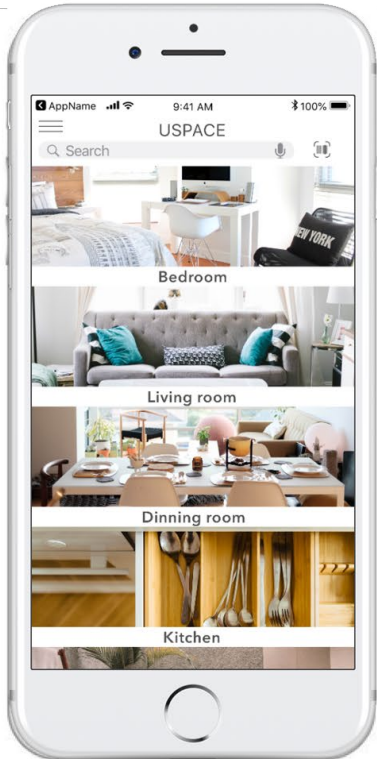 AppName
9:41 AM
100%
USPACE
Search
NEW YORK
Bedroom
Living room
Dinning room
Kitchen